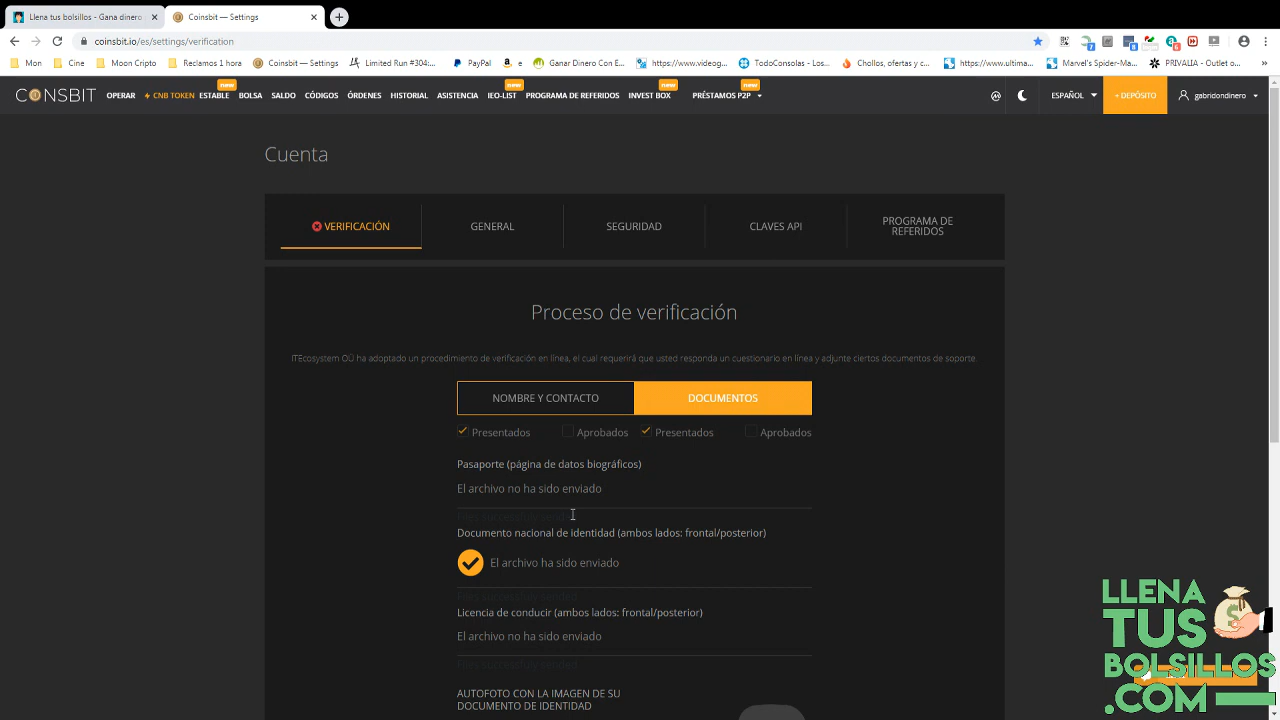 Llena tus bolsillos - Gana dinero
Coinsbit — Settings
coinsbit.io/es/settings/verification
Mon
Cine
Moon Cripto
Reclamos 1 hora
Coinsbit — Settings
Limited Run #304...
PayPal
e
Ganar Dinero Con E...
https://www.videoj...
TodoConsolas - Los...
Chollos, ofertas y c...
https://www.ultima...
Marvel's Spider-Ma...
PRIVALIA - Outlet o...
COINSBIT
OPERAR
CNB TOKEN
ESTABLE
new
BOLSA
SALDO
CÓDIGOS
ÓRDENES
HISTORIAL
ASISTENCIA
IEO-LIST
new
PROGRAMA DE REFERIDOS
INVEST BOX
new
PRÉSTAMOS P2P
new
ESPAÑOL
+ DEPÓSITO
gabridondinero
Cuenta
VERIFICACIÓN
GENERAL
SEGURIDAD
CLAVES API
PROGRAMA DE
REFERIDOS
Proceso de verificación
ITEcosystem OÜ ha adoptado un procedimiento de verificación en línea, el cual requerirá que usted responda un cuestionario en línea y adjunte ciertos documentos de soporte.
NOMBRE Y CONTACTO
DOCUMENTOS
Presentados
Aprobados
Presentados
Aprobados
Pasaporte (página de datos biográficos)
El archivo no ha sido enviado
Documento nacional de identidad (ambos lados: frontal/posterior)
El archivo ha sido enviado
Licencia de conducir (ambos lados: frontal/posterior)
El archivo no ha sido enviado
AUTOFOTO CON LA IMAGEN DE SU
DOCUMENTO DE IDENTIDAD
LLENA
TUS
BOLSILLOS
.COM